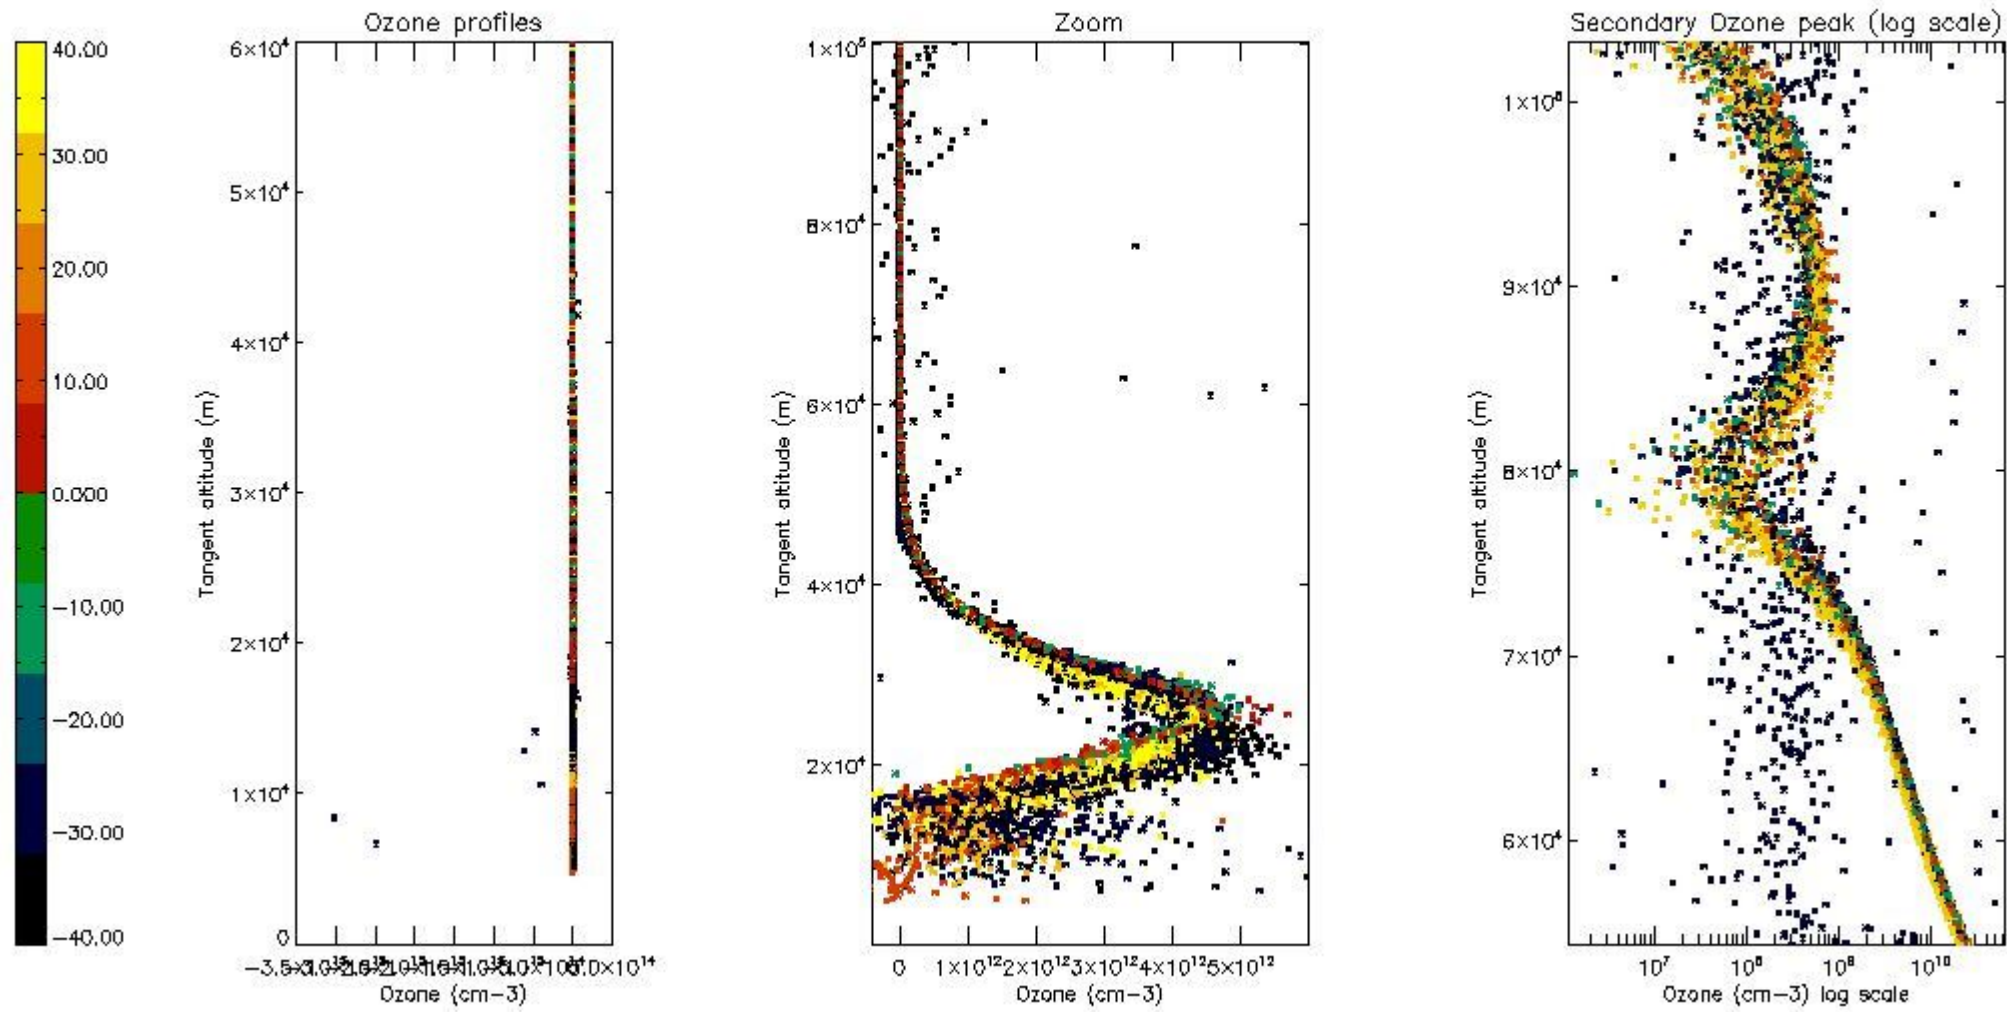 Ozone profiles
Zoom
Secondary Ozone peak (log scale)
40.00
30.00
20.00
10.00
-10.00
-20.00
-30.00
-40.00
6×10⁴
5×10⁴
4×10⁴
3×10⁴
2×10⁴
1×10⁴
0
Tangent altitude (m)
Ozone (cm-3)
1×10⁵
8×10⁴
6×10⁴
4×10⁴
2×10⁴
Tangent altitude (m)
0 1×10¹² 2×10¹² 3×10¹² 4×10¹² 5×10¹²
Ozone (cm-3)
1×10⁵
9×10⁴
8×10⁴
7×10⁴
6×10⁴
Tangent altitude (m)
10⁷ 10⁸ 10⁹ 10¹⁰
Ozone (cm-3) log scale